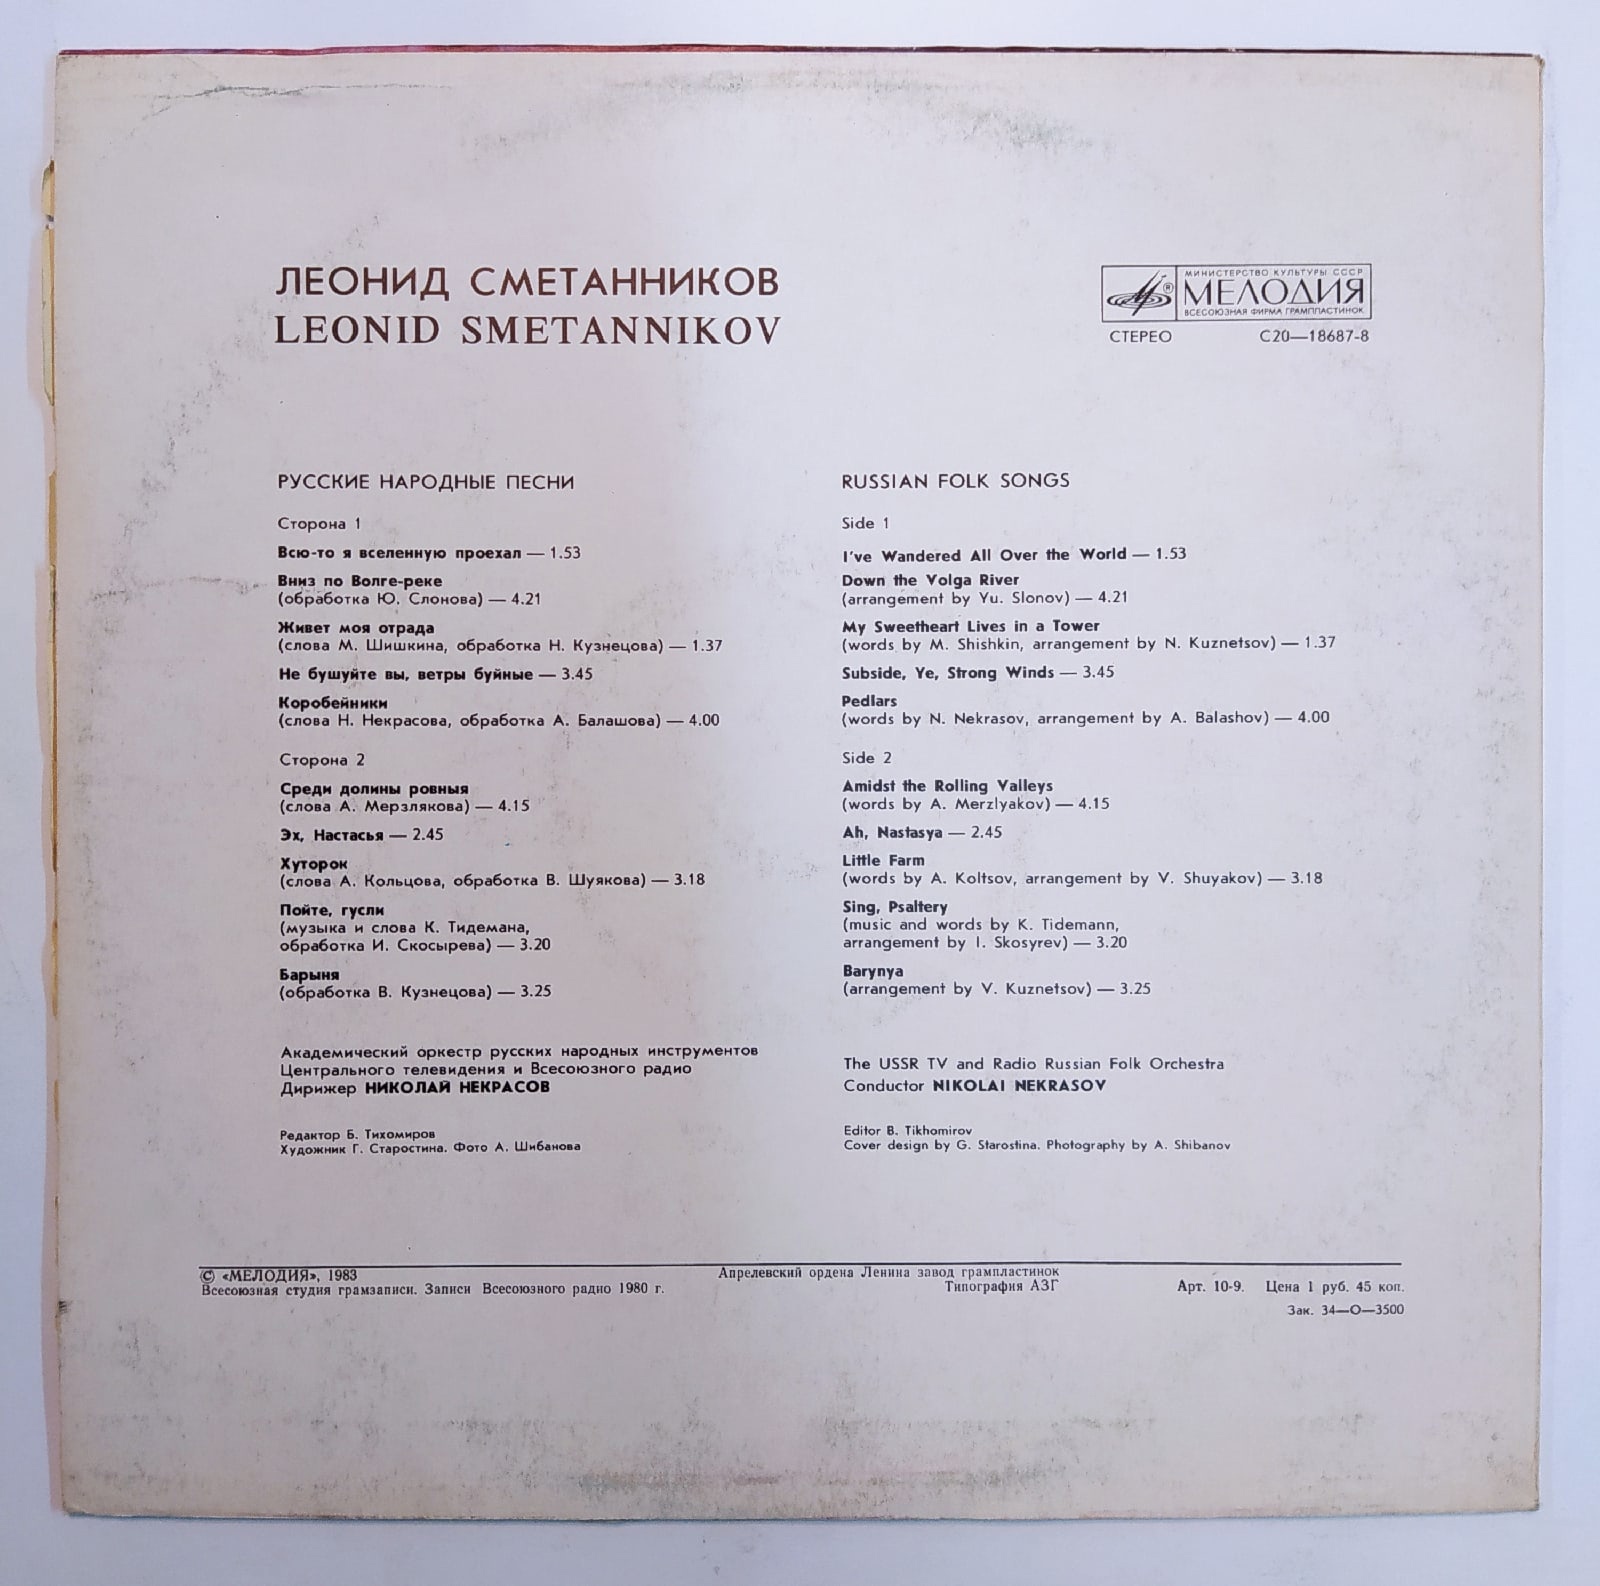 ЛЕОНИД СМЕТАННИКОВ
LEONID SMETANNIKOV
МИНИСТЕРСТВО КУЛЬТУРЫ СССР
МЕЛОДИЯ
ВСЕСОЮЗНАЯ ФИРМА ГРАМПЛАСТИНОК
СТЕРЕО С20—18687-8
РУССКИЕ НАРОДНЫЕ ПЕСНИ
Сторона 1
Всю-то я вселенную проехал — 1.53
Вниз по Волге-реке
(обработка Ю. Слонова) — 4.21
Живет моя отрада
(слова М. Шишкина, обработка Н. Кузнецова) — 1.37
Не бушуйте вы, ветры буйные — 3.45
Коробейники
(слова Н. Некрасова, обработка А. Балашова) — 4.00
Сторона 2
Среди долины ровныя
(слова А. Мерзлякова) — 4.15
Эх, Настасья — 2.45
Хуторок
(слова А. Кольцова, обработка В. Шуякова) — 3.18
Пойте, гусли
(музыка и слова К. Тидемана,
обработка И. Скосырева) — 3.20
Барыня
(обработка В. Кузнецова) — 3.25
Академический оркестр русских народных инструментов
Центрального телевидения и Всесоюзного радио
Дирижер НИКОЛАЙ НЕКРАСОВ
Редактор Б. Тихомиров
Художник Г. Старостина. Фото А. Шибанова
RUSSIAN FOLK SONGS
Side 1
I've Wandered All Over the World — 1.53
Down the Volga River
(arrangement by Yu. Slonov) — 4.21
My Sweetheart Lives in a Tower
(words by M. Shishkin, arrangement by N. Kuznetsov) — 1.37
Subside, Ye, Strong Winds — 3.45
Pedlars
(words by N. Nekrasov, arrangement by A. Balashov) — 4.00
Side 2
Amidst the Rolling Valleys
(words by A. Merzlyakov) — 4.15
Ah, Nastasya — 2.45
Little Farm
(words by A. Koltsov, arrangement by V. Shuyakov) — 3.18
Sing, Psaltery
(music and words by K. Tidemann,
arrangement by I. Skosyrev) — 3.20
Barynya
(arrangement by V. Kuznetsov) — 3.25
The USSR TV and Radio Russian Folk Orchestra
Conductor NIKOLAI NEKRASOV
Editor B. Tikhomirov
Cover design by G. Starostina. Photography by A. Shibanov
© «МЕЛОДИЯ», 1983
Всесоюзная студия грамзаписи. Записи Всесоюзного радио 1980 г.
Апрелевский ордена Ленина завод грампластинок
Типография АЗГ
Арт. 10-9. Цена 1 руб. 45 коп.
Зак. 34—О—3500